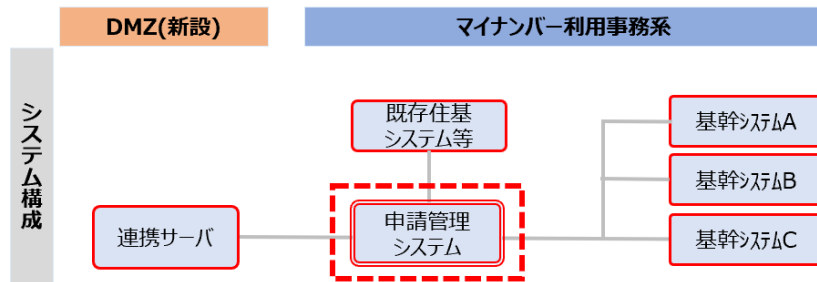 DMZ(新設)
マイナンバー利用事務系
システム構成
既存住基
システム等
連携サーバ
申請管理
システム
基幹システムA
基幹システムB
基幹システムC